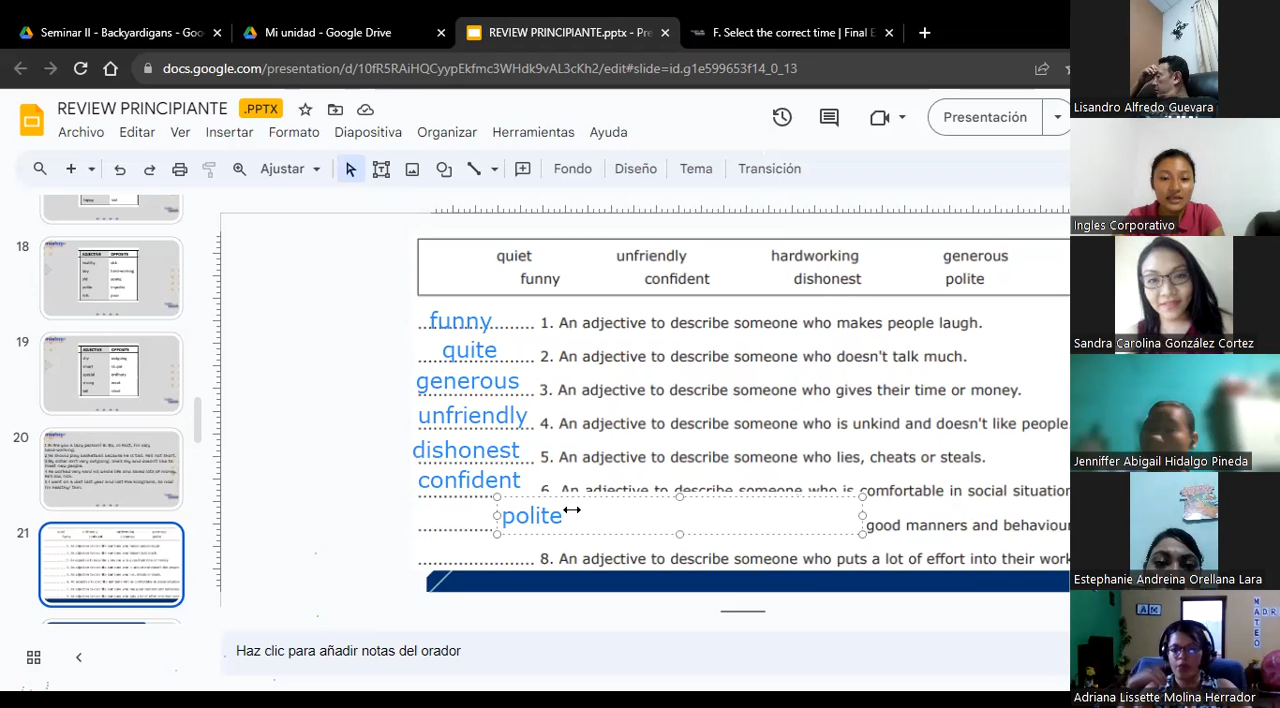 Seminar II - Backyardigans - Goo
Mi unidad - Google Drive
REVIEW PRINCIPIANTE.pptx - Pre
F. Select the correct time | Final E
docs.google.com/presentation/d/10fR5RAiHQCyypEkfmc3WHdk9vAL3cKh2/edit#slide=id.g1e599653f14_0_13
REVIEW PRINCIPIANTE .PPTX
Archivo Editar Ver Insertar Formato Diapositiva Organizar Herramientas Ayuda
Presentación
Ajustar
Fondo Diseño Tema Transición
18
19
20
21
quiet unfriendly hardworking generous
funny confident dishonest polite
funny 1. An adjective to describe someone who makes people laugh.
quite 2. An adjective to describe someone who doesn't talk much.
generous 3. An adjective to describe someone who gives their time or money.
unfriendly 4. An adjective to describe someone who is unkind and doesn't like people
dishonest 5. An adjective to describe someone who lies, cheats or steals.
confident 6. An adjective to describe someone who is comfortable in social situation
polite good manners and behaviour
8. An adjective to describe someone who puts a lot of effort into their work
Haz clic para añadir notas del orador
Lisandro Alfredo Guevara
Ingles Corporativo
Sandra Carolina González Cortez
Jenniffer Abigail Hidalgo Pineda
Estephanie Andreina Orellana Lara
AM
MATEO
ADR
Adriana Lissette Molina Herrador